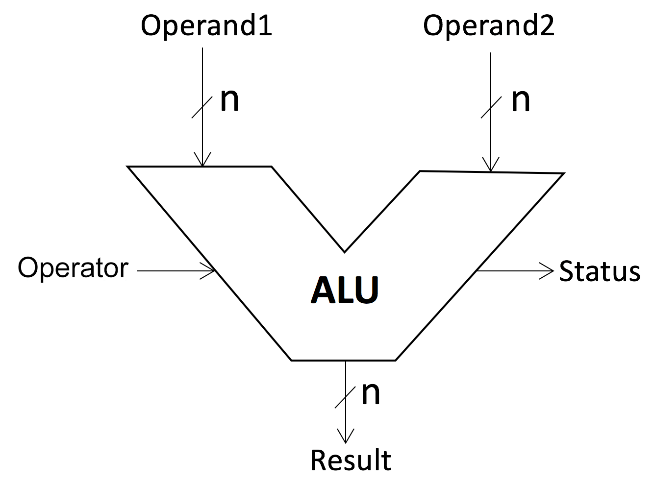 Operand1
Operand2
n
n
Operator
ALU
Status
n
Result